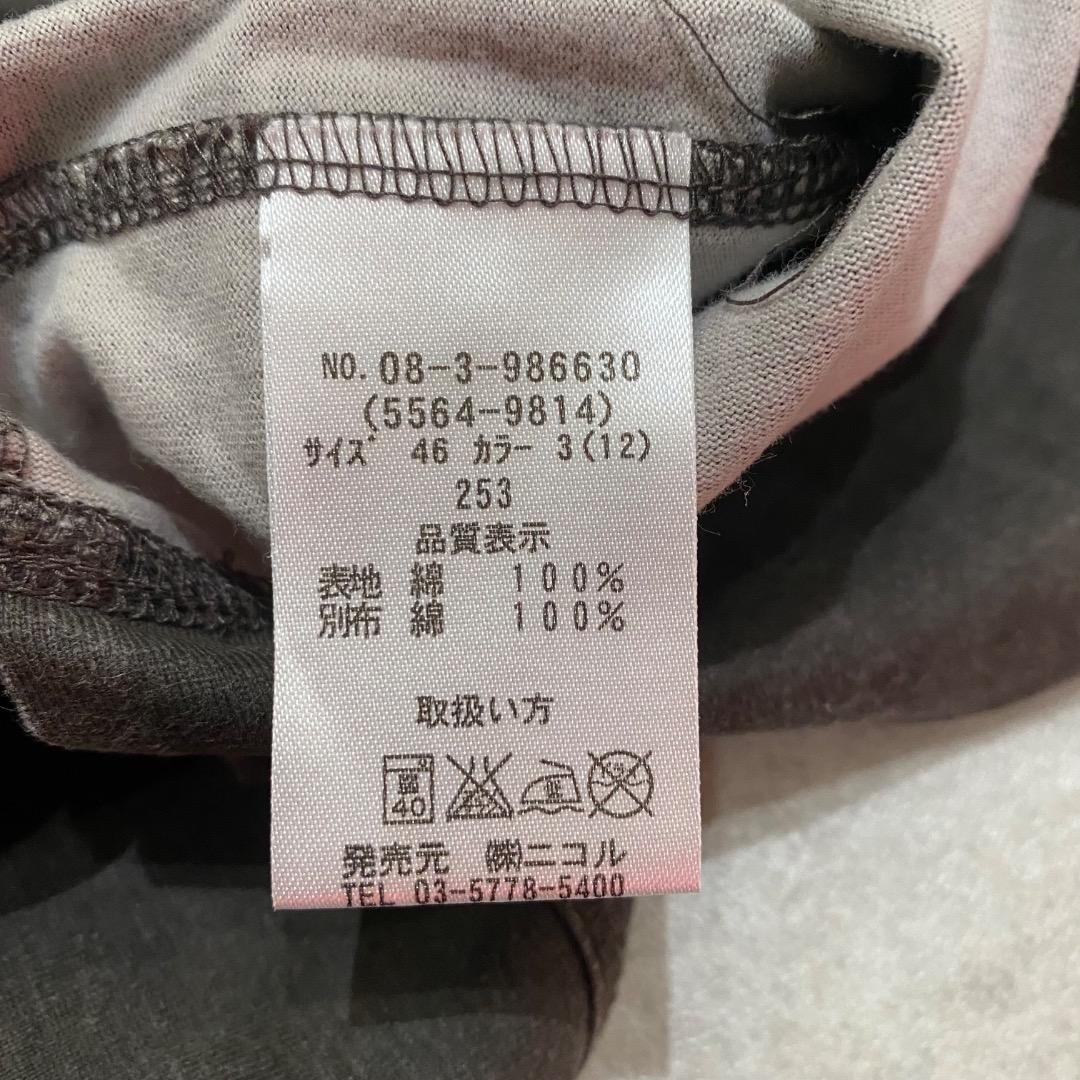 NO. 08-3-986630
(5564-9814)
サイズ 46 カラー 3(12)
253
品質表示
表地 綿 100%
別布 綿 100%
取扱い方
40
発売元 ㈱ニコル
TEL 03-5778-5400